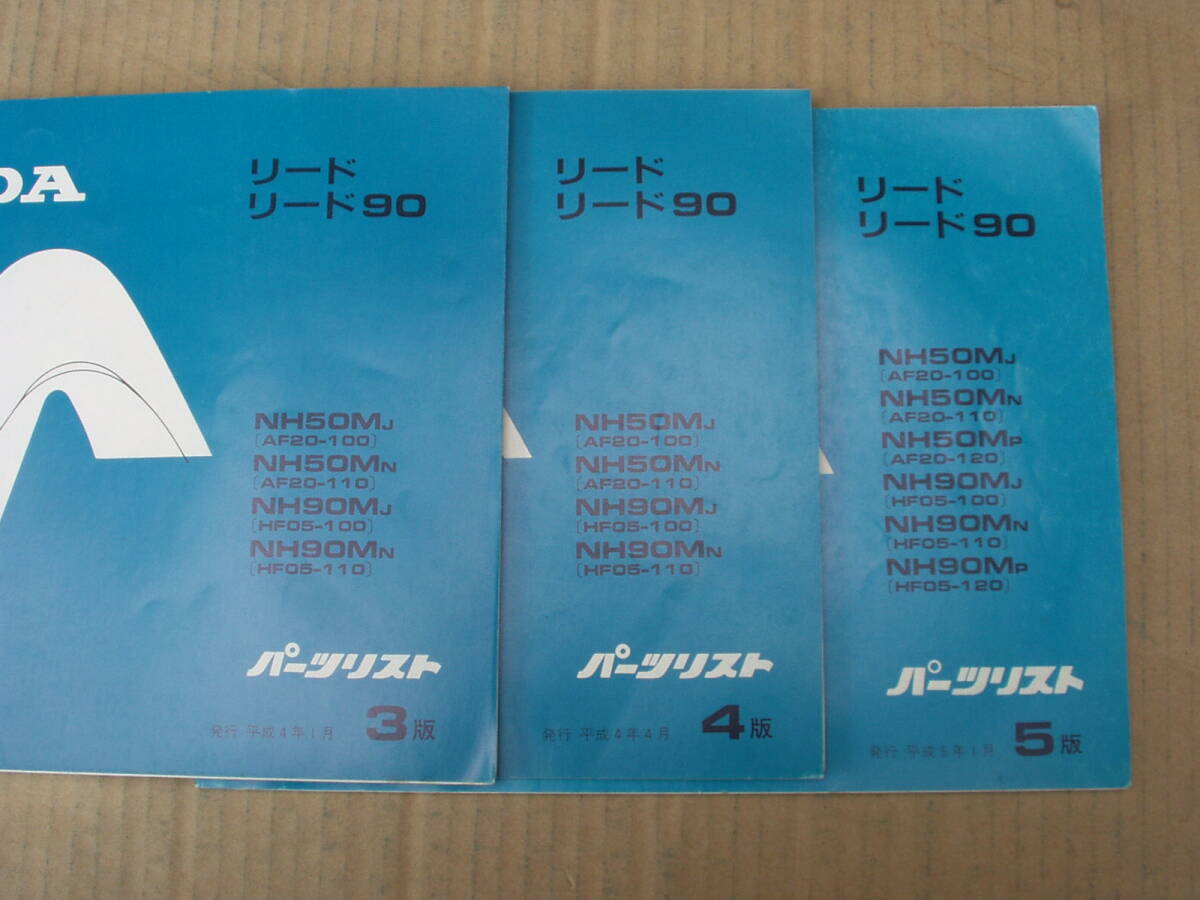 DA
リード
リード90
NH50MJ
[AF20-100]
NH50MN
[AF20-110]
NH90MJ
[HF05-100]
NH90MN
[HF05-110]
パーツリスト
発行 平成4年1月 3版
リード
リード90
NH50MJ
[AF20-100]
NH50MN
[AF20-110]
NH90MJ
[HF05-100]
NH90MN
[HF05-110]
パーツリスト
発行 平成4年4月 4版
リード
リード90
NH50MJ
[AF20-100]
NH50MN
[AF20-110]
NH50MP
[AF20-120]
NH90MJ
[HF05-100]
NH90MN
[HF05-110]
NH90MP
[HF05-120]
パーツリスト
発行 平成5年1月 5版